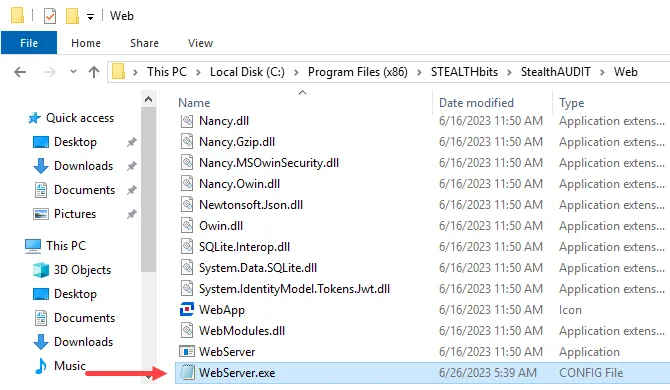 Web
File Home Share View
This PC Local Disk (C:) Program Files (x86) STEALTHbits StealthAUDIT Web
Name Date modified Type
Quick access
Desktop
Downloads
Documents
Pictures
This PC
3D Objects
Desktop
Documents
Downloads
Music
Nancy.dll 6/16/2023 11:50 AM Application extens...
Nancy.Gzip.dll 6/16/2023 11:50 AM Application extens...
Nancy.MSOwinSecurity.dll 6/16/2023 11:50 AM Application extens...
Nancy.Owin.dll 6/16/2023 11:50 AM Application extens...
Newtonsoft.Json.dll 6/16/2023 11:50 AM Application extens...
Owin.dll 6/16/2023 11:50 AM Application extens...
SQLite.Interop.dll 6/16/2023 11:50 AM Application extens...
System.Data.SQLite.dll 6/16/2023 11:50 AM Application extens...
System.IdentityModel.Tokens.Jwt.dll 6/16/2023 11:50 AM Application extens...
WebApp 6/16/2023 11:50 AM Icon
WebModules.dll 6/16/2023 11:50 AM Application extens...
WebServer 6/16/2023 11:50 AM Application
WebServer.exe 6/26/2023 5:39 AM CONFIG File